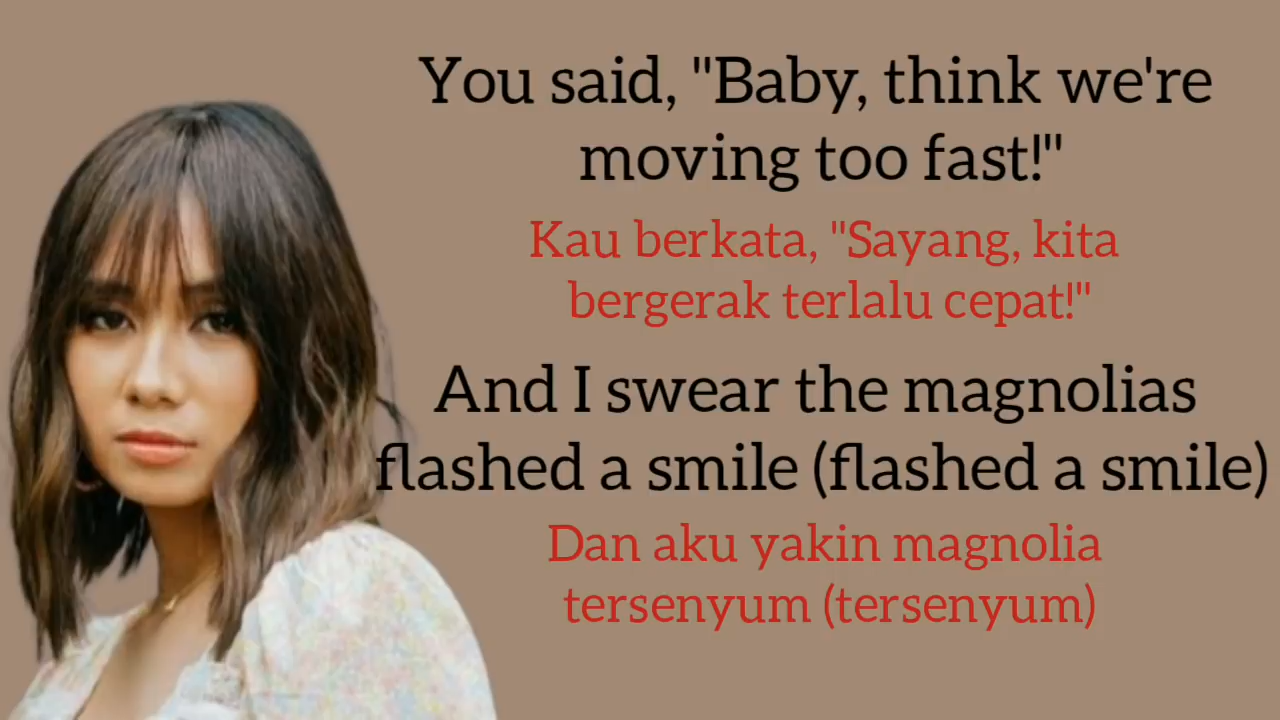 You said, "Baby, think we're
moving too fast!"
Kau berkata, "Sayang, kita
bergerak terlalu cepat!"
And I swear the magnolias
flashed a smile (flashed a smile)
Dan aku yakin magnolia
tersenyum (tersenyum)